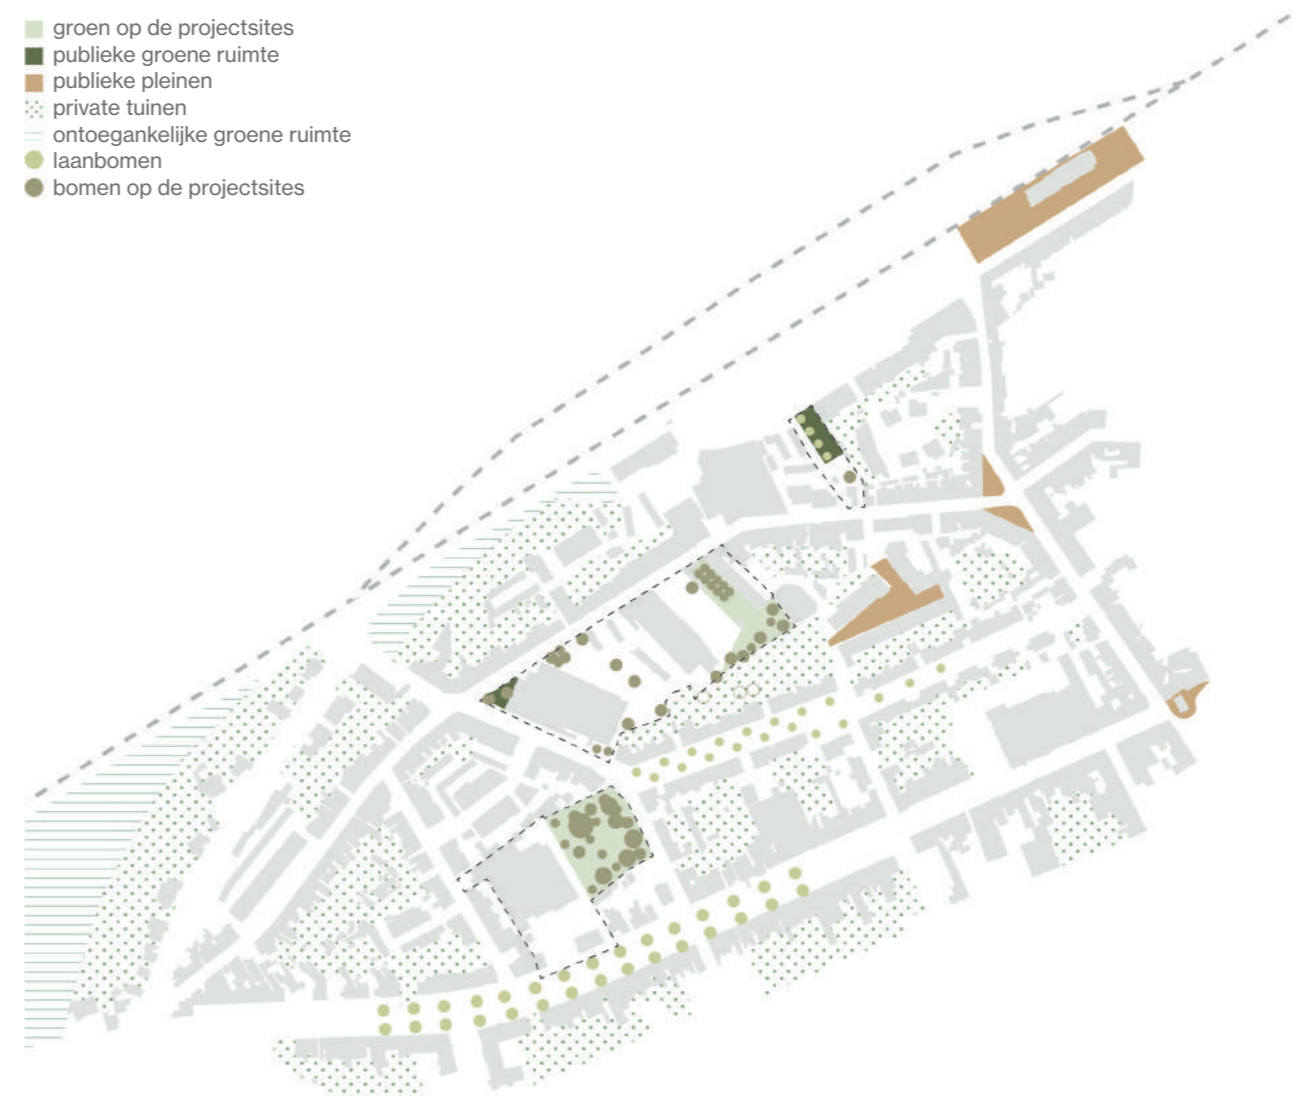 groen op de projectsites
publieke groene ruimte
publieke pleinen
private tuinen
ontoegankelijke groene ruimte
laanbomen
bomen op de projectsites